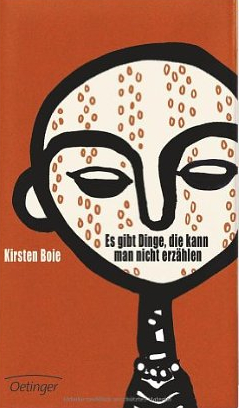 Es gibt Dinge, die kann
man nicht erzählen
Kirsten Boie
Oetinger